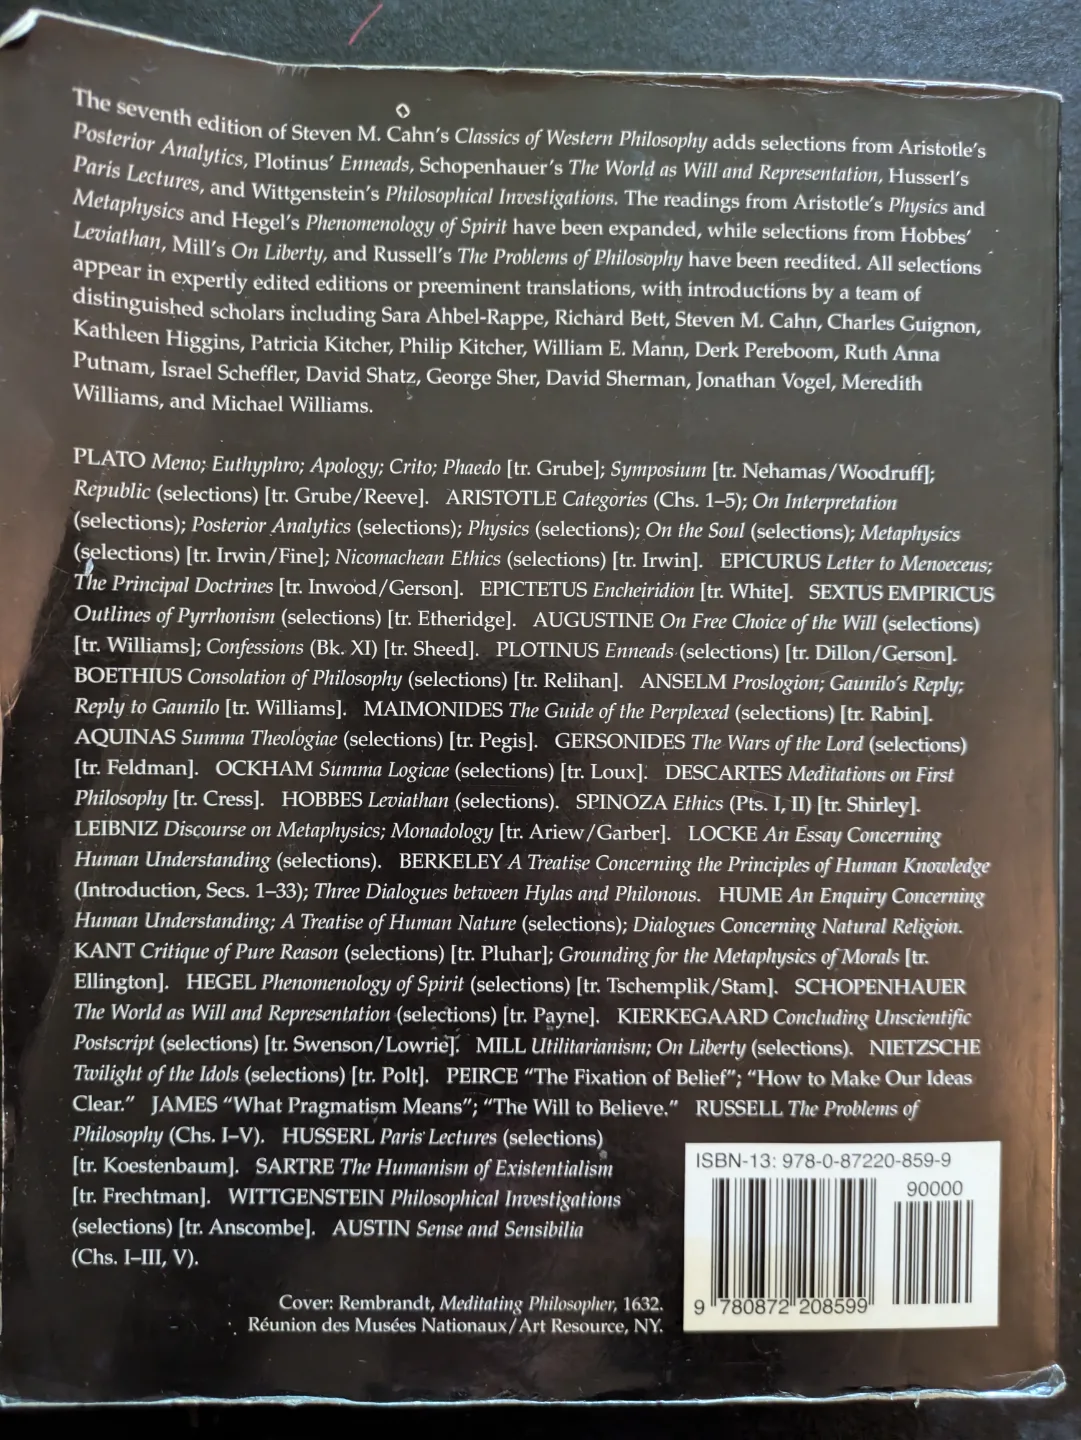 The seventh edition of Steven M. Cahn's Classics of Western Philosophy adds selections from Aristotle's
Posterior Analytics, Plotinus' Enneads, Schopenhauer's The World as Will and Representation, Husserl's
Paris Lectures, and Wittgenstein's Philosophical Investigations. The readings from Aristotle's Physics and
Metaphysics and Hegel's Phenomenology of Spirit have been expanded, while selections from Hobbes'
Leviathan, Mill's On Liberty, and Russell's The Problems of Philosophy have been reedited. All selections
appear in expertly edited editions or preeminent translations, with introductions by a team of
distinguished scholars including Sara Ahbel-Rappe, Richard Bett, Steven M. Cahn, Charles Guignon,
Kathleen Higgins, Patricia Kitcher, Philip Kitcher, William E. Mann, Derk Pereboom, Ruth Anna
Putnam, Israel Scheffler, David Shatz, George Sher, David Sherman, Jonathan Vogel, Meredith
Williams, and Michael Williams.
PLATO Meno; Euthyphro; Apology; Crito; Phaedo [tr. Grube]; Symposium [tr. Nehamas/Woodruff];
Republic (selections) [tr. Grube/Reeve]. ARISTOTLE Categories (Chs. 1–5); On Interpretation
(selections); Posterior Analytics (selections); Physics (selections); On the Soul (selections); Metaphysics
(selections) [tr. Irwin/Fine]; Nicomachean Ethics (selections) [tr. Irwin]. EPICURUS Letter to Menoeceus;
The Principal Doctrines [tr. Inwood/Gerson]. EPICTETUS Encheiridion [tr. White]. SEXTUS EMPIRICUS
Outlines of Pyrrhonism (selections) [tr. Etheridge]. AUGUSTINE On Free Choice of the Will (selections)
[tr. Williams]; Confessions (Bk. XI) [tr. Sheed]. PLOTINUS Enneads (selections) [tr. Dillon/Gerson].
BOETHIUS Consolation of Philosophy (selections) [tr. Relihan]. ANSELM Proslogion; Gaunilo's Reply;
Reply to Gaunilo [tr. Williams]. MAIMONIDES The Guide of the Perplexed (selections) [tr. Rabin].
AQUINAS Summa Theologiae (selections) [tr. Pegis]. GERSONIDES The Wars of the Lord (selections)
[tr. Feldman]. OCKHAM Summa Logicae (selections) [tr. Loux]. DESCARTES Meditations on First
Philosophy [tr. Cress]. HOBBES Leviathan (selections). SPINOZA Ethics (Pts. I, II) [tr. Shirley].
LEIBNIZ Discourse on Metaphysics; Monadology [tr. Ariew/Garber]. LOCKE An Essay Concerning
Human Understanding (selections). BERKELEY A Treatise Concerning the Principles of Human Knowledge
(Introduction, Secs. 1–33); Three Dialogues between Hylas and Philonous. HUME An Enquiry Concerning
Human Understanding; A Treatise of Human Nature (selections); Dialogues Concerning Natural Religion.
KANT Critique of Pure Reason (selections) [tr. Pluhar]; Grounding for the Metaphysics of Morals [tr.
Ellington]. HEGEL Phenomenology of Spirit (selections) [tr. Tschemplik/Stam]. SCHOPENHAUER
The World as Will and Representation (selections) [tr. Payne]. KIERKEGAARD Concluding Unscientific
Postscript (selections) [tr. Swenson/Lowrie]. MILL Utilitarianism; On Liberty (selections). NIETZSCHE
Twilight of the Idols (selections) [tr. Polt]. PEIRCE "The Fixation of Belief"; "How to Make Our Ideas
Clear." JAMES "What Pragmatism Means"; "The Will to Believe." RUSSELL The Problems of
Philosophy (Chs. I–V). HUSSERL Paris Lectures (selections)
[tr. Koestenbaum]. SARTRE The Humanism of Existentialism
[tr. Frechtman]. WITTGENSTEIN Philosophical Investigations
(selections) [tr. Anscombe]. AUSTIN Sense and Sensibilia
(Chs. I–III, V).
Cover: Rembrandt, Meditating Philosopher, 1632.
Réunion des Musées Nationaux/Art Resource, NY.
ISBN-13: 978-0-87220-859-9
90000
9 780872 208599